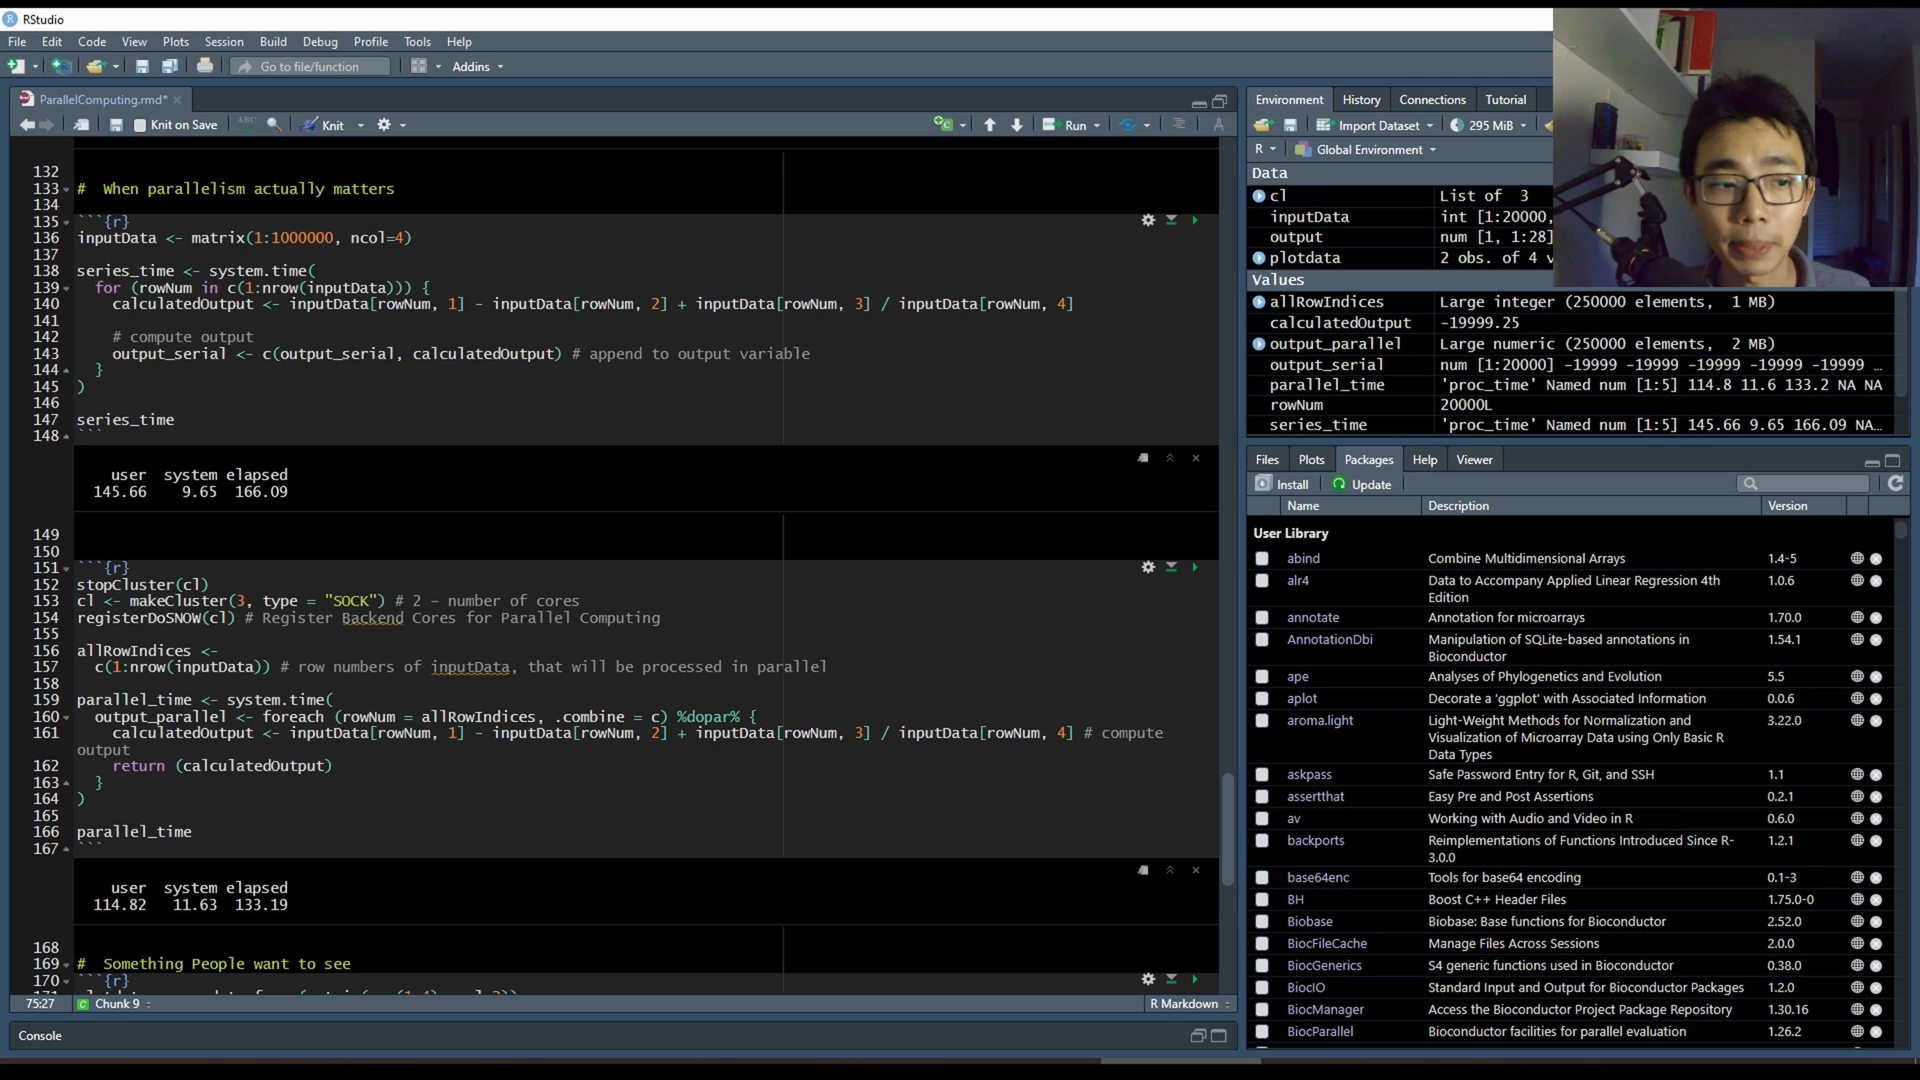 RStudio
File Edit Code View Plots Session Build Debug Profile Tools Help
Go to file/function Addins
ParallelComputing.rmd*
Knit on Save ABC Knit Run
132
133 # When parallelism actually matters
134
135 ```{r}
136 inputData <- matrix(1:1000000, ncol=4)
137
138 series_time <- system.time(
139 for (rowNum in c(1:nrow(inputData))) {
140 calculatedOutput <- inputData[rowNum, 1] - inputData[rowNum, 2] + inputData[rowNum, 3] / inputData[rowNum, 4]
141
142 # compute output
143 output_serial <- c(output_serial, calculatedOutput) # append to output variable
144 }
145 )
146
147 series_time
148 ```
user system elapsed
145.66 9.65 166.09
149
150
151 ```{r}
152 stopCluster(cl)
153 cl <- makeCluster(3, type = "SOCK") # 2 – number of cores
154 registerDoSNOW(cl) # Register Backend Cores for Parallel Computing
155
156 allRowIndices <-
157 c(1:nrow(inputData)) # row numbers of inputData, that will be processed in parallel
158
159 parallel_time <- system.time(
160 output_parallel <- foreach (rowNum = allRowIndices, .combine = c) %dopar% {
161 calculatedOutput <- inputData[rowNum, 1] - inputData[rowNum, 2] + inputData[rowNum, 3] / inputData[rowNum, 4] # compute
output
162 return (calculatedOutput)
163 }
164 )
165
166 parallel_time
167 ```
user system elapsed
114.82 11.63 133.19
168
169 # Something People want to see
170 ```{r}
75:27 Chunk 9 R Markdown
Console
Environment History Connections Tutorial
Import Dataset 295 MiB
R Global Environment
Data
cl List of 3
inputData int [1:20000,
output num [1, 1:28]
plotdata 2 obs. of 4 v
Values
allRowIndices Large integer (250000 elements, 1 MB)
calculatedOutput -19999.25
output_parallel Large numeric (250000 elements, 2 MB)
output_serial num [1:20000] -19999 -19999 -19999 -19999 -19999 …
parallel_time 'proc_time' Named num [1:5] 114.8 11.6 133.2 NA NA
rowNum 20000L
series_time 'proc_time' Named num [1:5] 145.66 9.65 166.09 NA…
Files Plots Packages Help Viewer
Install Update
Name Description Version
User Library
abind Combine Multidimensional Arrays 1.4-5
alr4 Data to Accompany Applied Linear Regression 4th 1.0.6
Edition
annotate Annotation for microarrays 1.70.0
AnnotationDbi Manipulation of SQLite-based annotations in 1.54.1
Bioconductor
ape Analyses of Phylogenetics and Evolution 5.5
aplot Decorate a 'ggplot' with Associated Information 0.0.6
aroma.light Light-Weight Methods for Normalization and 3.22.0
Visualization of Microarray Data using Only Basic R
Data Types
askpass Safe Password Entry for R, Git, and SSH 1.1
assertthat Easy Pre and Post Assertions 0.2.1
av Working with Audio and Video in R 0.6.0
backports Reimplementations of Functions Introduced Since R- 1.2.1
3.0.0
base64enc Tools for base64 encoding 0.1-3
BH Boost C++ Header Files 1.75.0-0
Biobase Biobase: Base functions for Bioconductor 2.52.0
BiocFileCache Manage Files Across Sessions 2.0.0
BiocGenerics S4 generic functions used in Bioconductor 0.38.0
BiocIO Standard Input and Output for Bioconductor Packages 1.2.0
BiocManager Access the Bioconductor Project Package Repository 1.30.16
BiocParallel Bioconductor facilities for parallel evaluation 1.26.2